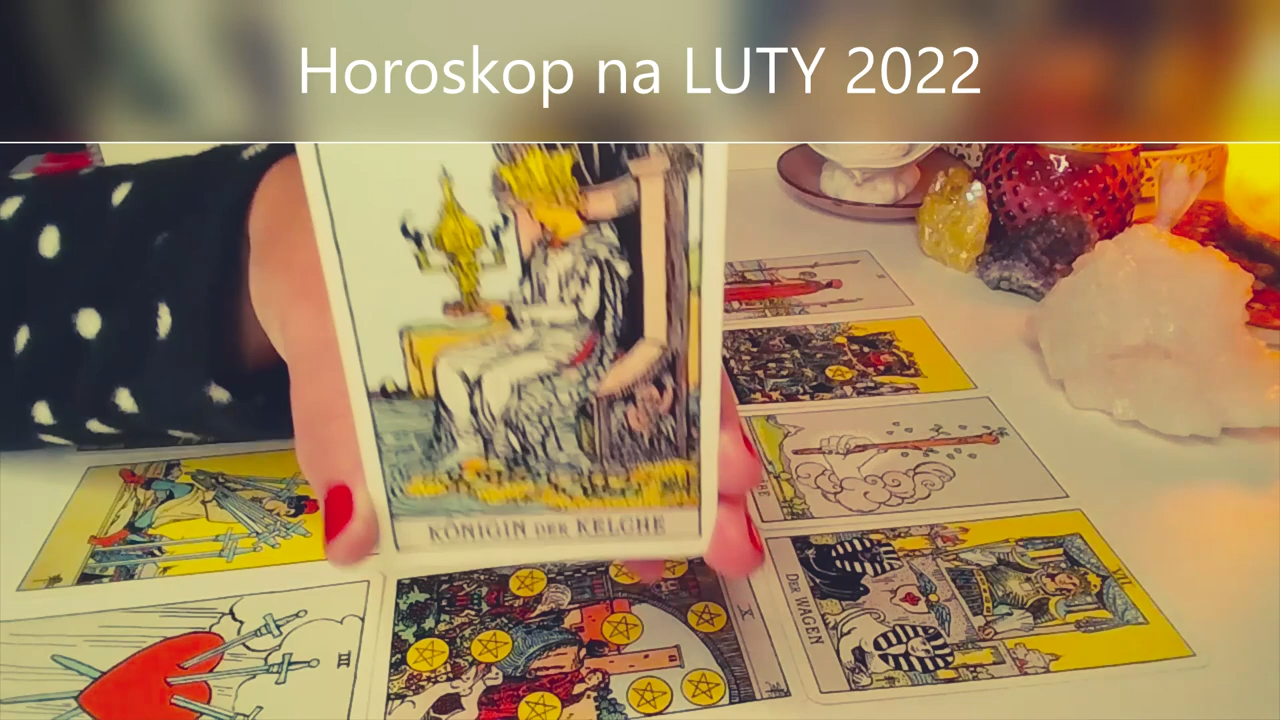 Horoskop na LUTY 2022
KÖNIGIN DER KELCHE
DER WAGEN
VII
III
X